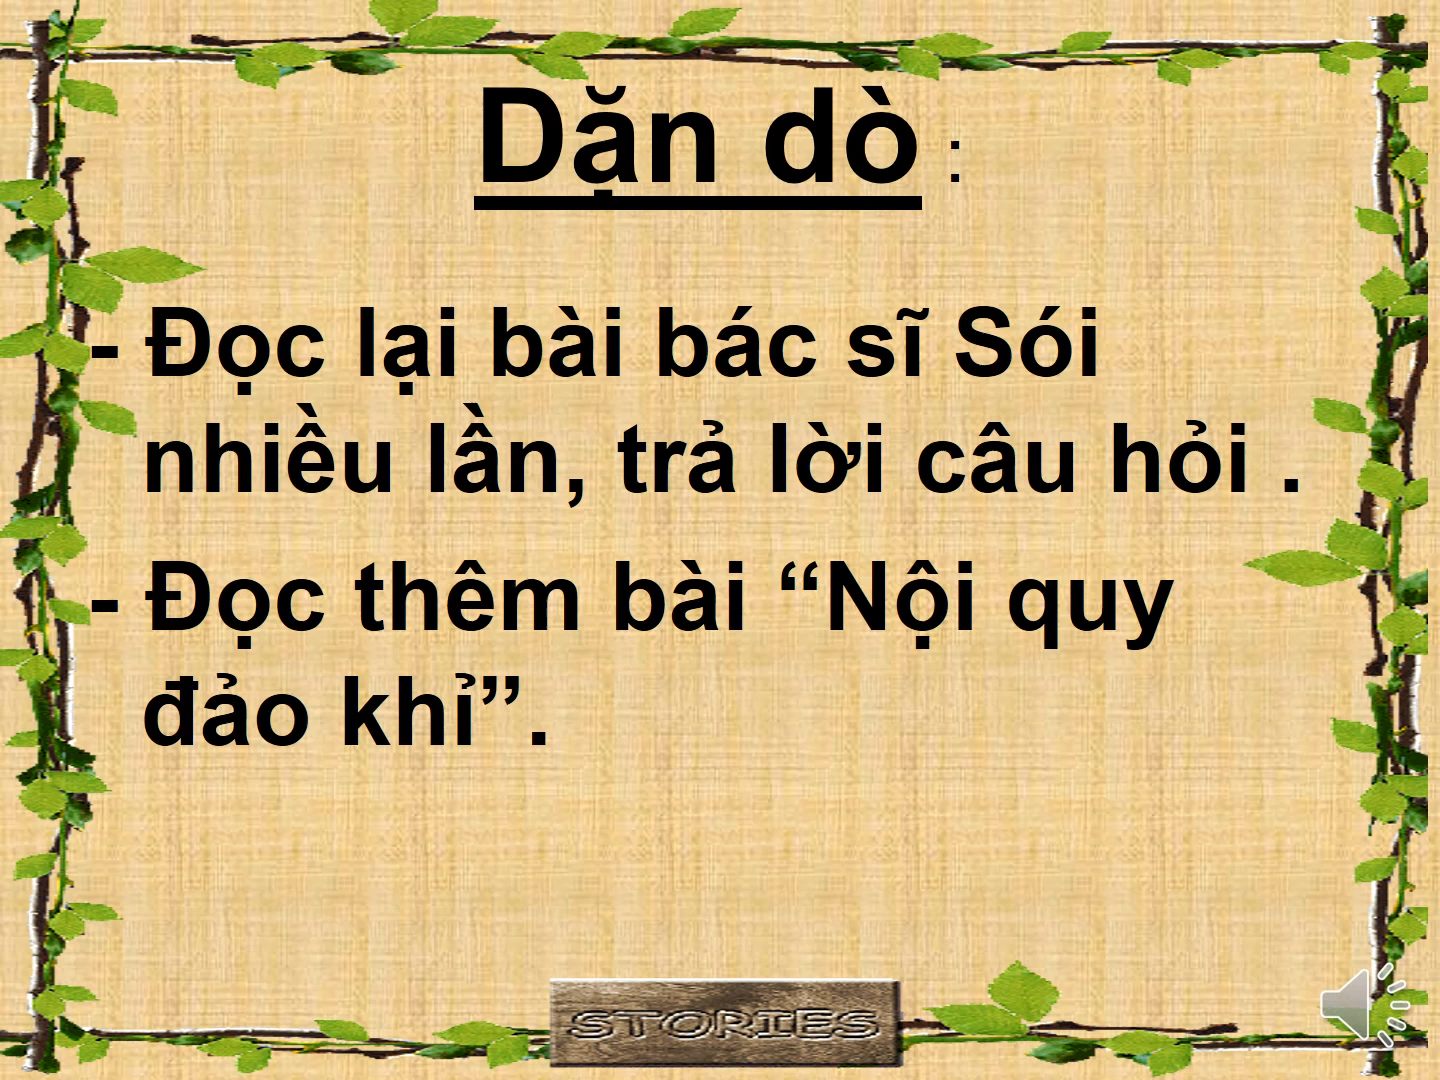 Dặn dò :
- Đọc lại bài bác sĩ Sói
nhiều lần, trả lời câu hỏi .
- Đọc thêm bài “Nội quy
đảo khỉ”.
STORIES